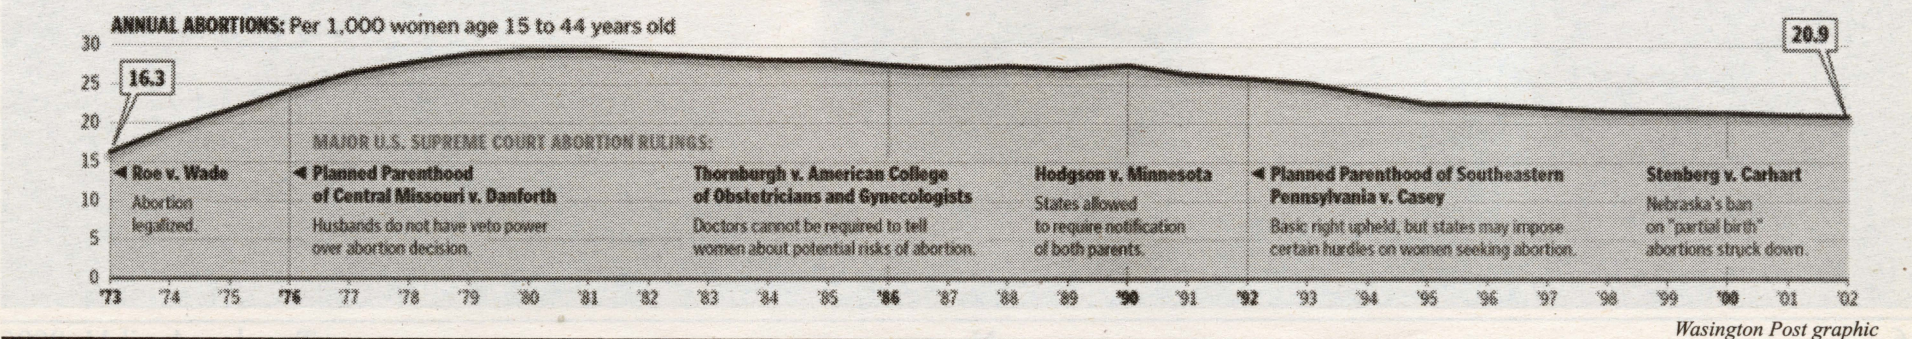 ANNUAL ABORTIONS: Per 1,000 women age 15 to 44 years old
30
25
20
15
10
5
0
16.3
20.9
MAJOR U.S. SUPREME COURT ABORTION RULINGS:
◄ Roe v. Wade
Abortion
legalized.
◄ Planned Parenthood
of Central Missouri v. Danforth
Husbands do not have veto power
over abortion decision.
Thornburgh v. American College
of Obstetricians and Gynecologists
Doctors cannot be required to tell
women about potential risks of abortion.
Hodgson v. Minnesota
States allowed
to require notification
of both parents.
◄ Planned Parenthood of Southeastern
Pennsylvania v. Casey
Basic right upheld, but states may impose
certain hurdles on women seeking abortion.
Stenberg v. Carhart
Nebraska's ban
on "partial birth"
abortions struck down.
'73 '74 '75 '76 '77 '78 '79 '80 '81 '82 '83 '84 '85 '86 '87 '88 '89 '90 '91 '92 '93 '94 '95 '96 '97 '98 '99 '00 '01 '02
Wasington Post graphic